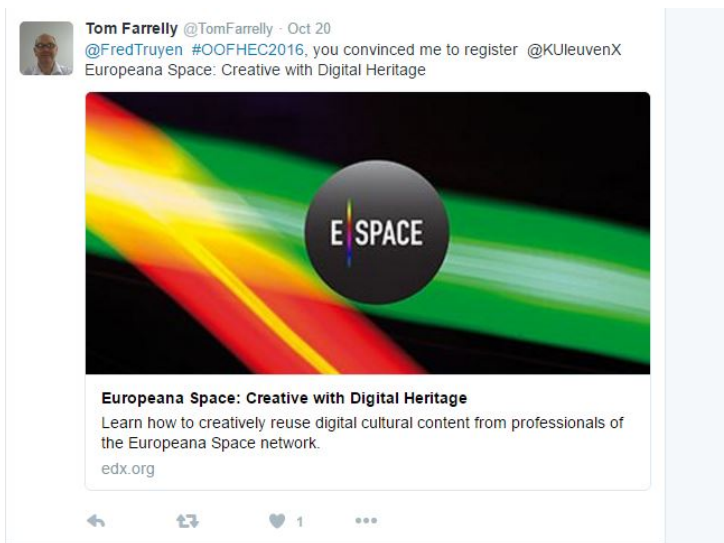 Tom Farrelly @TomFarrelly · Oct 20
@FredTruyen #OOFHEC2016, you convinced me to register @KUleuvenX
Europeana Space: Creative with Digital Heritage
E SPACE
Europeana Space: Creative with Digital Heritage
Learn how to creatively reuse digital cultural content from professionals of
the Europeana Space network.
edx.org
1